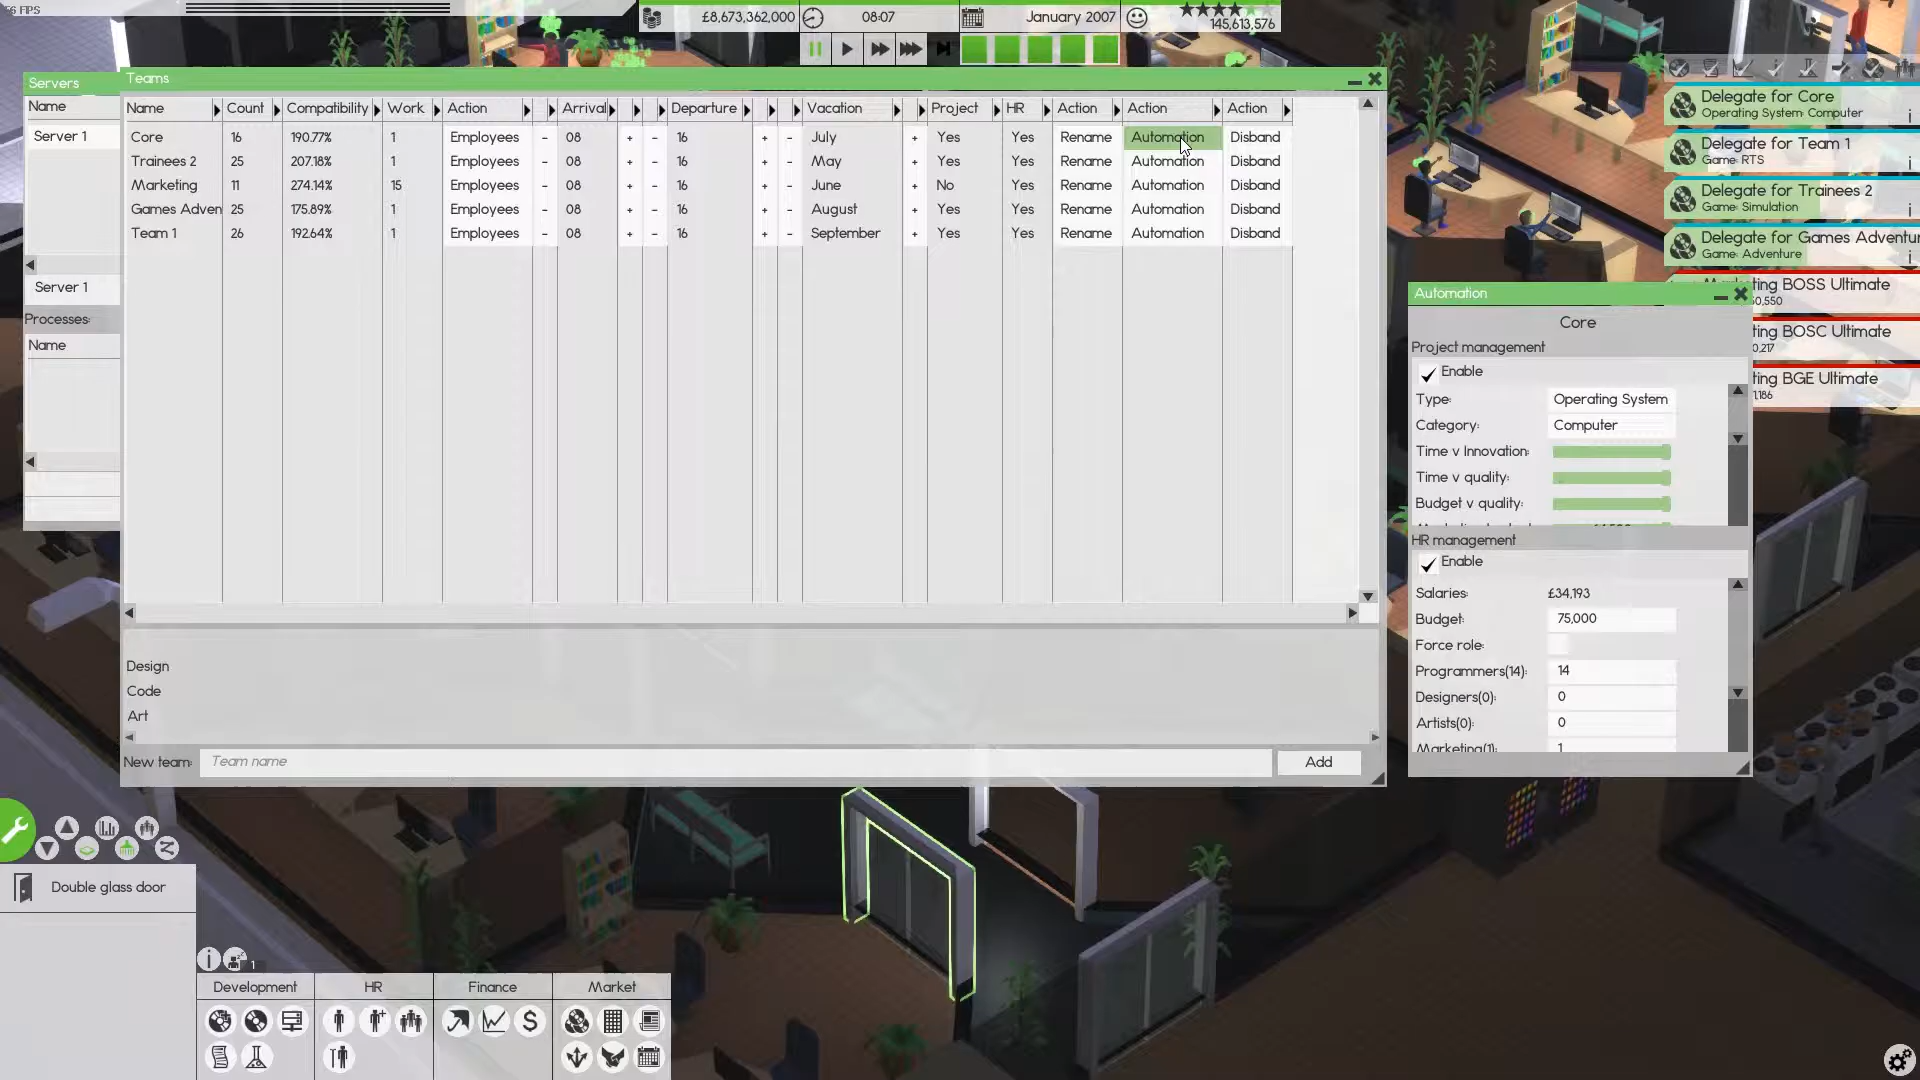 £8,673,362,000
08:07
January 2007
145,613,576
Servers
Name
Server 1
Server 1
Processes:
Name
Teams
Name Count Compatibility Work Action Arrival Departure Vacation Project HR Action Action Action
Core 16 190.77% 1 Employees - 08 + - 16 + - July + Yes Yes Rename Automation Disband
Trainees 2 25 207.18% 1 Employees - 08 + - 16 + - May + Yes Yes Rename Automation Disband
Marketing 11 274.14% 15 Employees - 08 + - 16 + - June + No Yes Rename Automation Disband
Games Adven 25 175.89% 1 Employees - 08 + - 16 + - August + Yes Yes Rename Automation Disband
Team 1 26 192.64% 1 Employees - 08 + - 16 + - September + Yes Yes Rename Automation Disband
Design
Code
Art
New team: Team name Add
Delegate for Core
Operating System: Computer
Delegate for Team 1
Game: RTS
Delegate for Trainees 2
Game: Simulation
Delegate for Games Adventur
Game: Adventure
ting BOSS Ultimate
ting BOSC Ultimate
ting BGE Ultimate
Automation
Core
Project management
Enable
Type: Operating System
Category: Computer
Time v Innovation:
Time v quality:
Budget v quality:
HR management
Enable
Salaries: £34,193
Budget: 75,000
Force role:
Programmers(14): 14
Designers(0): 0
Artists(0): 0
Marketing(1): 1
Double glass door
1
Development HR Finance Market